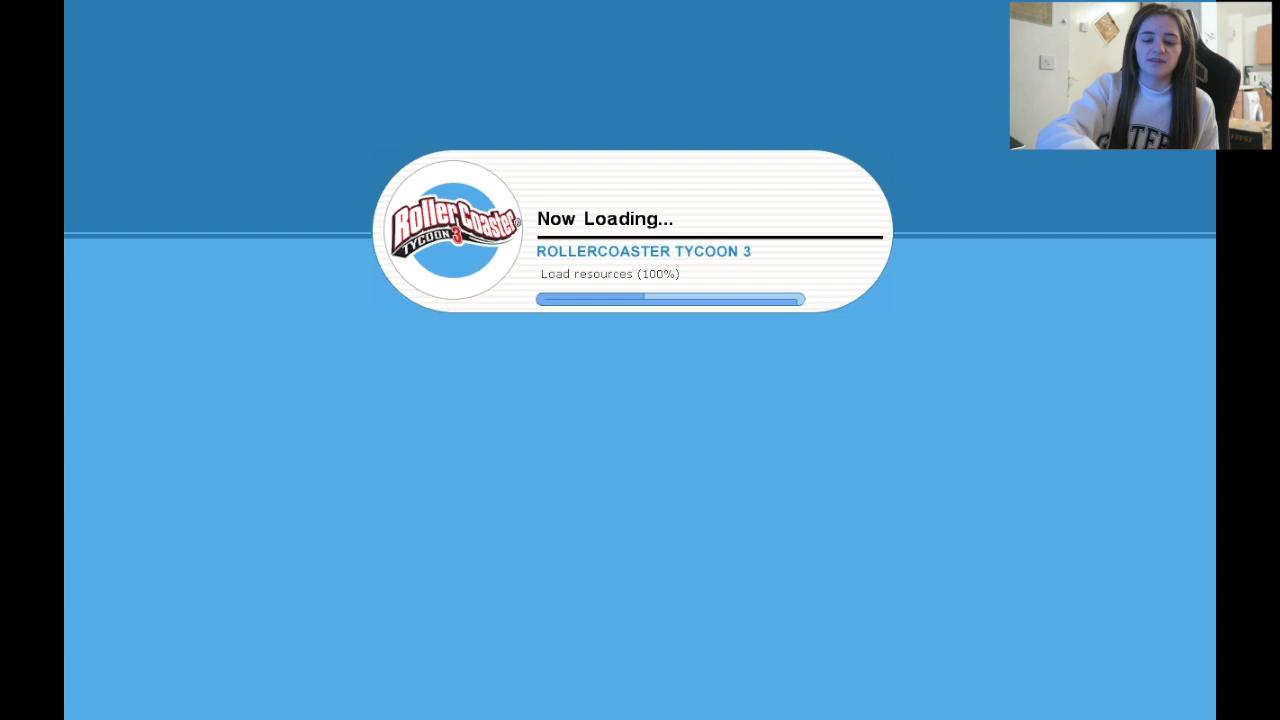 RollerCoaster®
TYCOON 3
Now Loading...
ROLLERCOASTER TYCOON 3
Load resources (100%)